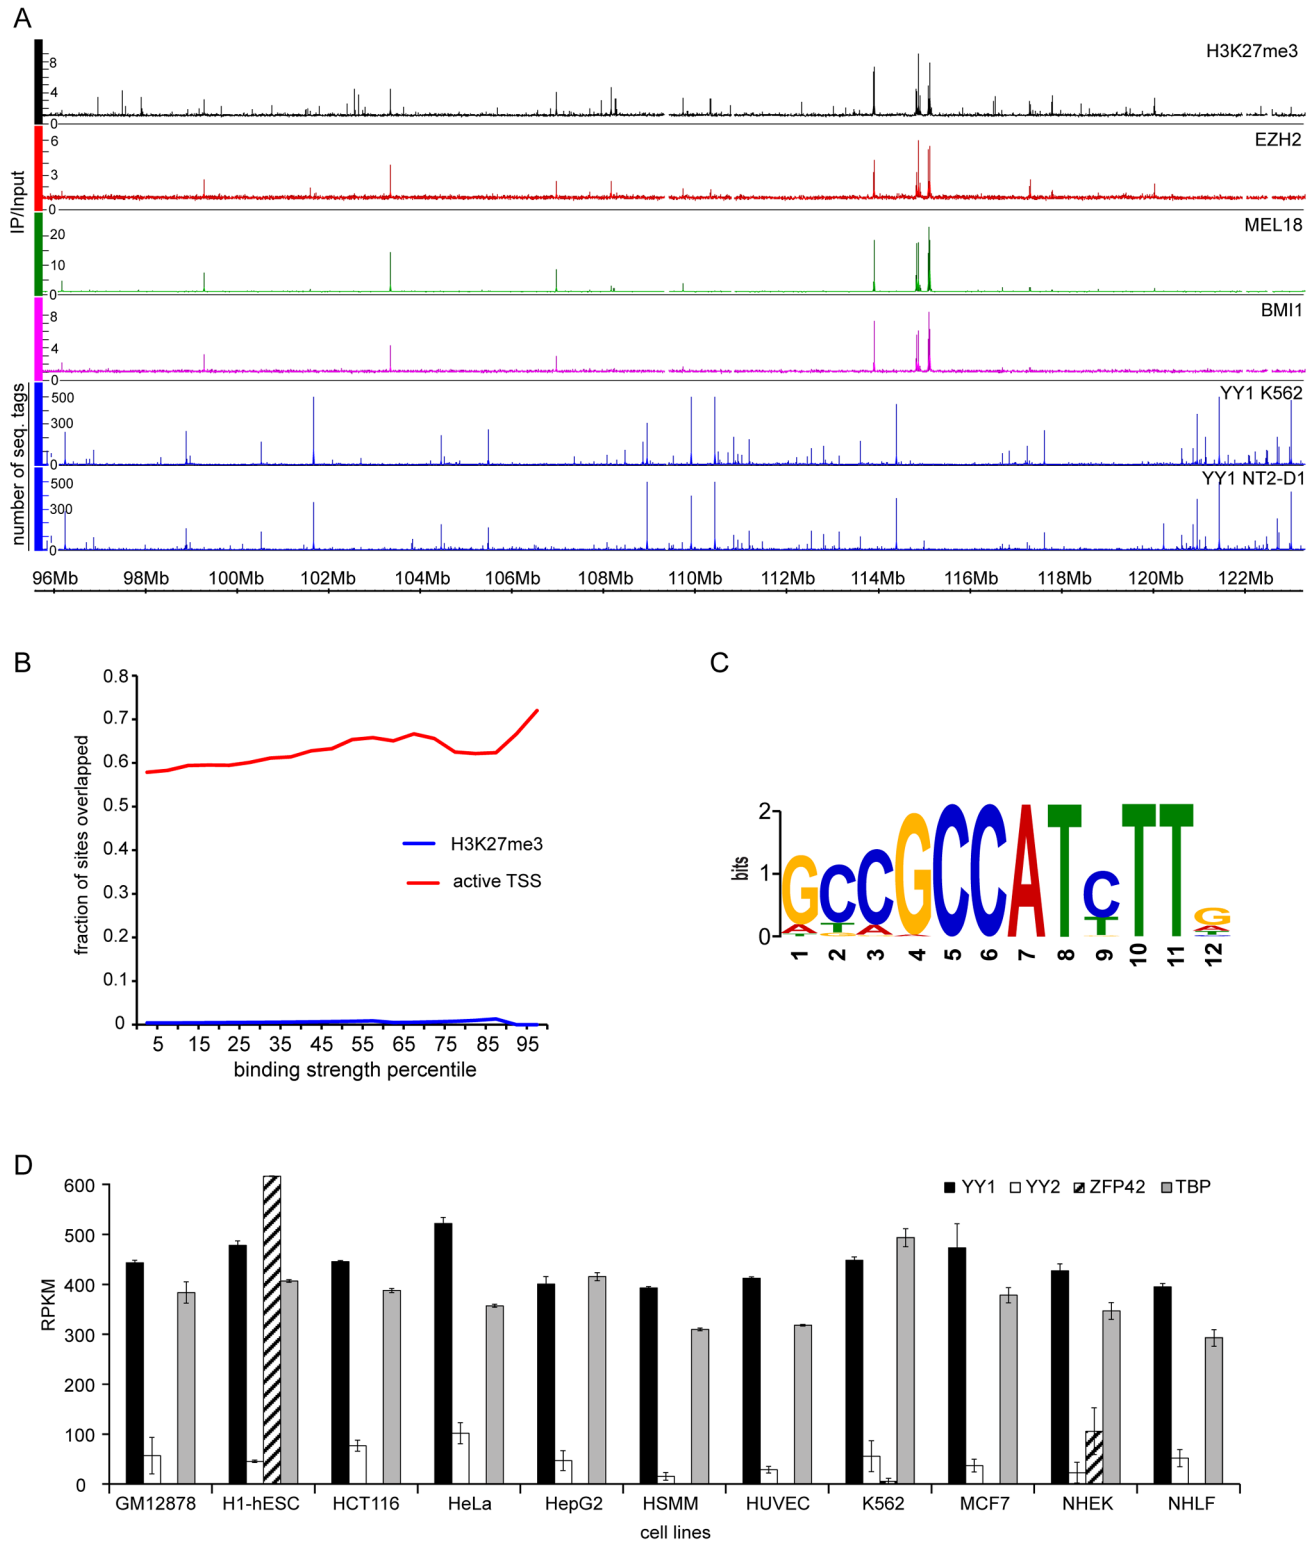 A
H3K27me3
8
4
0
EZH2
6
3
0
MEL18
20
10
0
BMI1
8
4
0
IP/Input
YY1 K562
500
300
0
YY1 NT2-D1
500
300
0
number of seq. tags
96Mb 98Mb 100Mb 102Mb 104Mb 106Mb 108Mb 110Mb 112Mb 114Mb 116Mb 118Mb 120Mb 122Mb
B
0.8
0.7
0.6
0.5
0.4
0.3
0.2
0.1
0
fraction of sites overlapped
H3K27me3
active TSS
5 15 25 35 45 55 65 75 85 95
binding strength percentile
C
2
1
0
bits
GCCGCCATCTTG
1 2 3 4 5 6 7 8 9 10 11 12
D
YY1 YY2 ZFP42 TBP
600
500
400
300
200
100
0
RPKM
GM12878 H1-hESC HCT116 HeLa HepG2 HSMM HUVEC K562 MCF7 NHEK NHLF
cell lines